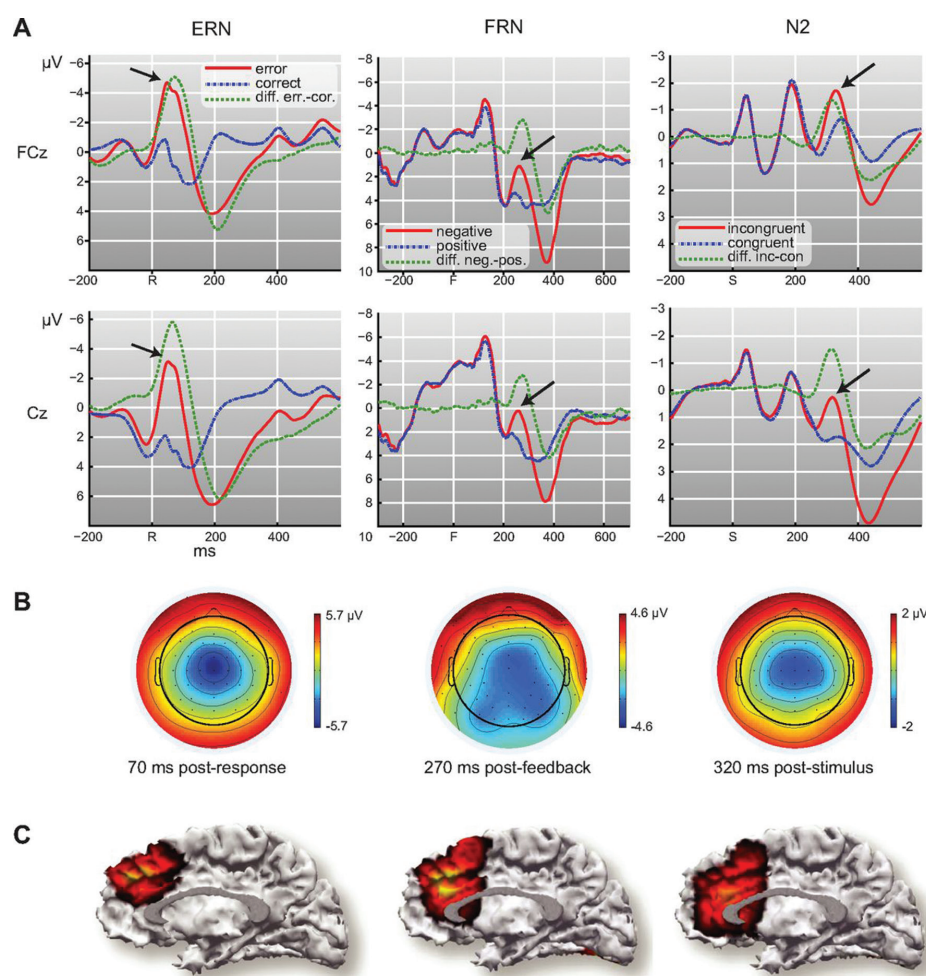 A
ERN
FRN
N2
μV
-6
-4
-2
FCz
0
2
4
6
error
correct
diff. err.-cor.
-200
R
200
400
-8
-6
-4
-2
0
2
4
6
8
10
negative
positive
diff. neg.-pos.
-200
F
200
400
600
-3
-2
-1
0
1
2
3
4
5
incongruent
congruent
diff. inc-con
-200
S
200
400
μV
-6
-4
-2
Cz
0
2
4
6
-200
R
200
400
ms
-8
-6
-4
-2
0
2
4
6
8
10
-200
F
200
400
600
-3
-2
-1
0
1
2
3
4
-200
S
200
400
B
5.7 μV
-5.7
70 ms post-response
4.6 μV
-4.6
270 ms post-feedback
2 μV
-2
320 ms post-stimulus
C